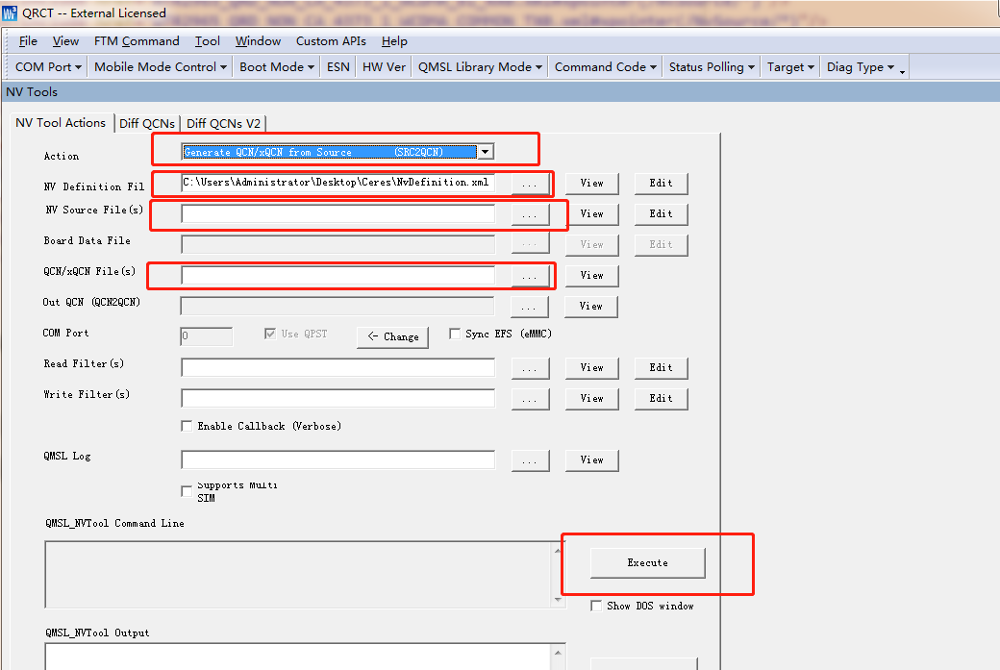 QRCT -- External Licensed
File View FTM Command Tool Window Custom APIs Help
COM Port Mobile Mode Control Boot Mode ESN HW Ver QMSL Library Mode Command Code Status Polling Target Diag Type
NV Tools
NV Tool Actions Diff QCNs Diff QCNs V2
Action Generate QCN/xQCN from Source (SRC2QCN)
NV Definition Fil C:\Users\Administrator\Desktop\Ceres\NvDefinition.xml ... View Edit
NV Source File(s) ... View Edit
Board Data File ... View Edit
QCN/xQCN File(s) ... View
Out QCN (QCN2QCN) ... View
COM Port 0 Use QPST <- Change Sync EFS (eMMC)
Read Filter(s) ... View Edit
Write Filter(s) ... View Edit
Enable Callback (Verbose)
QMSL Log ... View
Supports Multi
SIM
QMSL_NVTool Command Line
Execute
Show DOS window
QMSL_NVTool Output